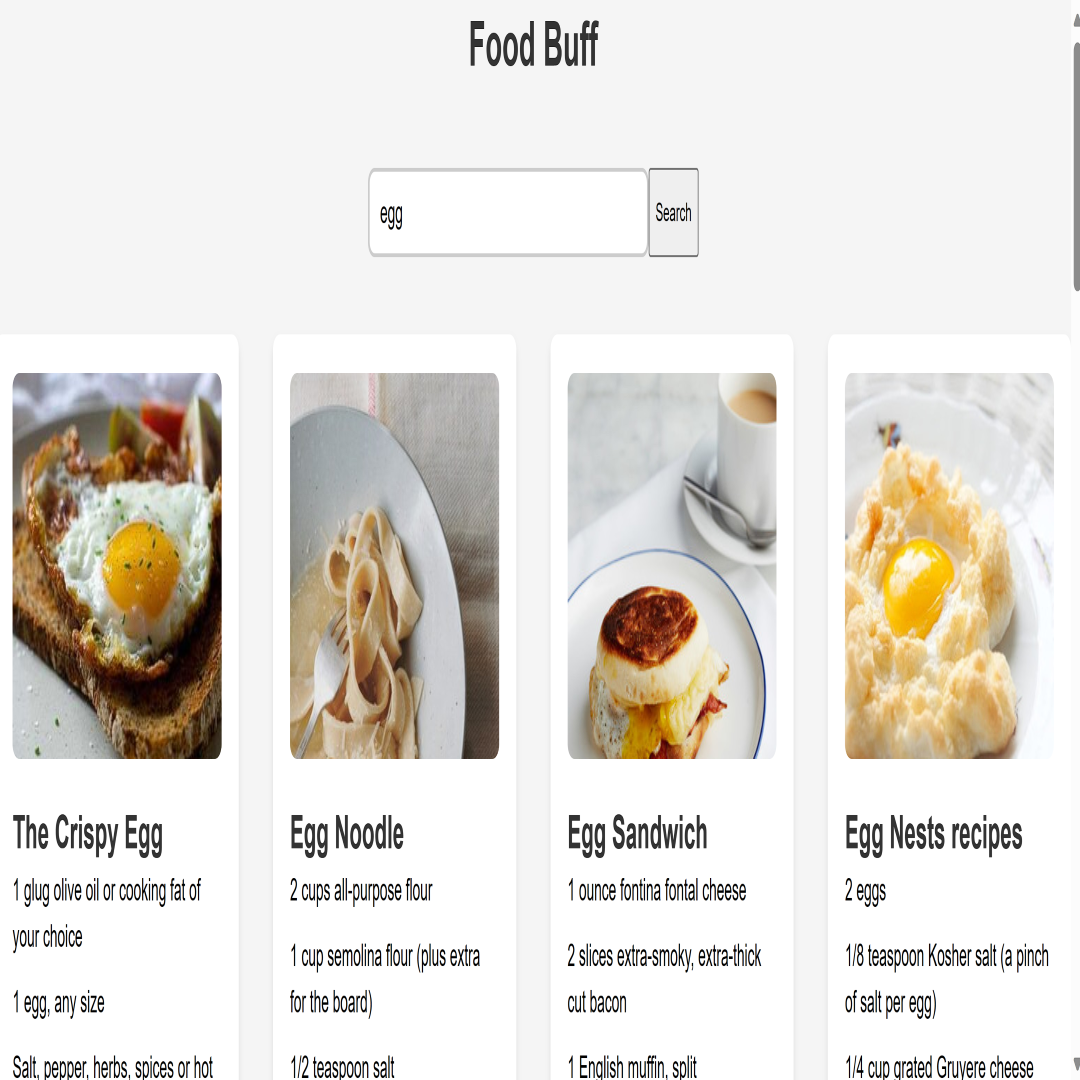 Food Buff
egg
Search
The Crispy Egg
1 glug olive oil or cooking fat of
your choice
1 egg, any size
Salt, pepper, herbs, spices or hot
Egg Noodle
2 cups all-purpose flour
1 cup semolina flour (plus extra
for the board)
1/2 teaspoon salt
Egg Sandwich
1 ounce fontina fontal cheese
2 slices extra-smoky, extra-thick
cut bacon
1 English muffin, split
Egg Nests recipes
2 eggs
1/8 teaspoon Kosher salt (a pinch
of salt per egg)
1/4 cup grated Gruyere cheese